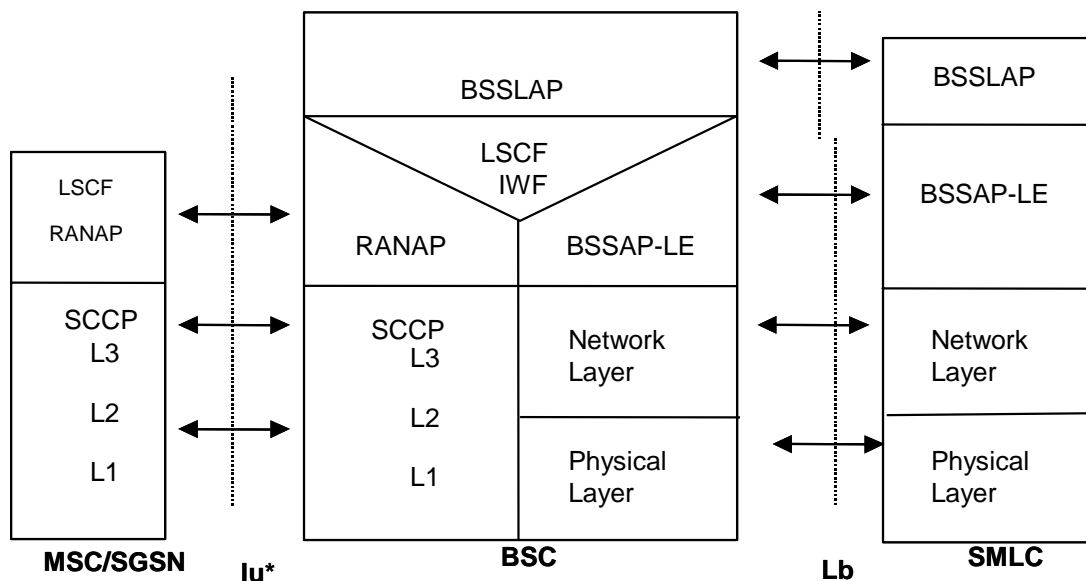 LSCF
RANAP
SCCP
L3
L2
L1
MSC/SGSN
Iu*
BSSLAP
LSCF
IWF
RANAP
BSSAP-LE
SCCP
L3
L2
L1
Network
Layer
Physical
Layer
BSC
Lb
BSSLAP
BSSAP-LE
Network
Layer
Physical
Layer
SMLC